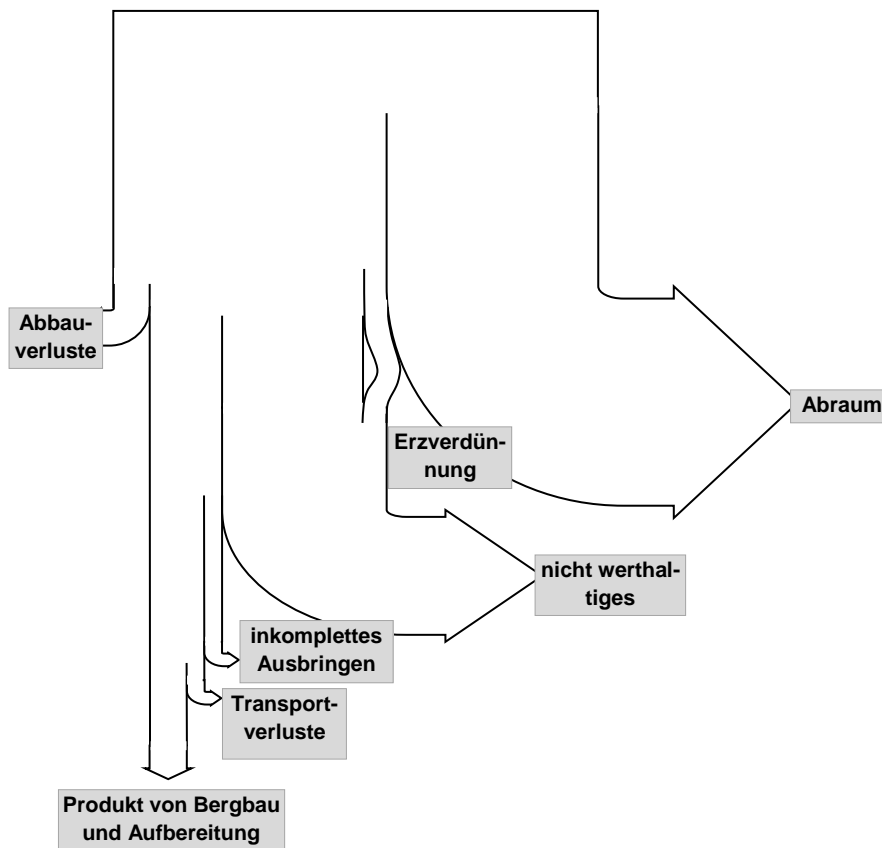 Abbau-
verluste
Abraum
Erzverdün-
nung
nicht werthal-
tiges
inkomplettes
Ausbringen
Transport-
verluste
Produkt von Bergbau
und Aufbereitung